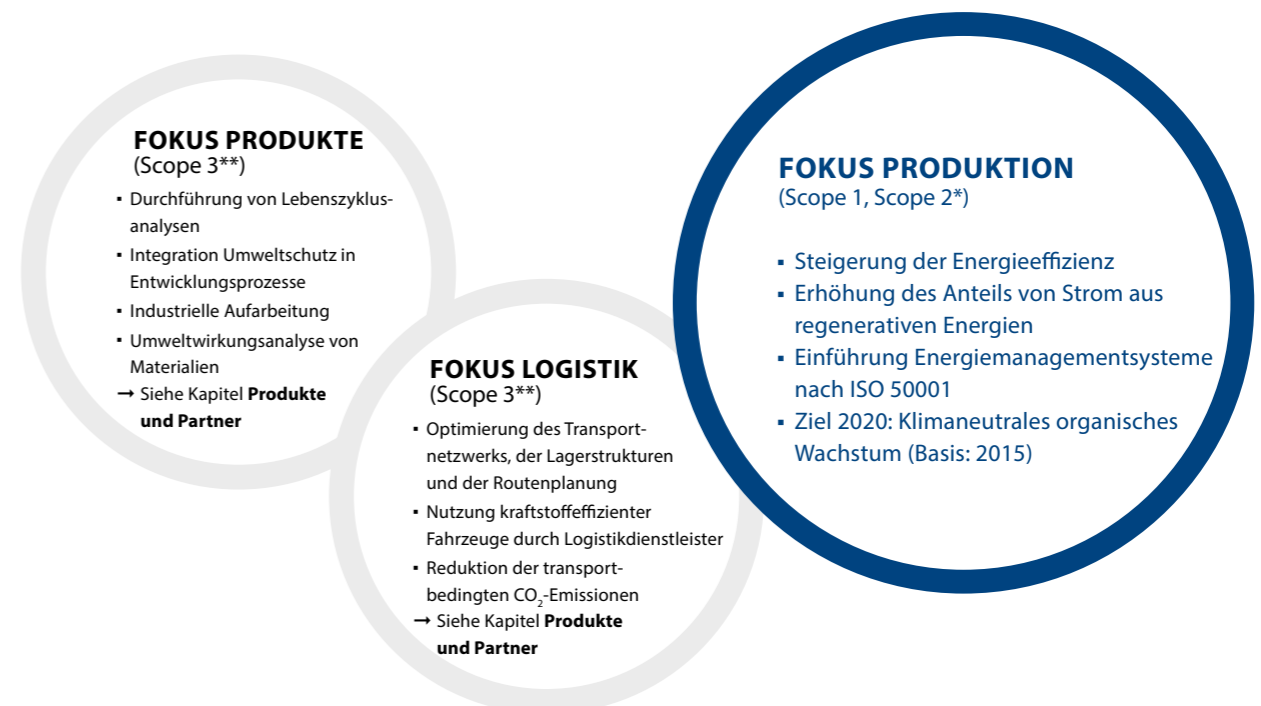 FOKUS PRODUKTE
(Scope 3**)
▪ Durchführung von Lebenszyklus-
analysen
▪ Integration Umweltschutz in
Entwicklungsprozesse
▪ Industrielle Aufarbeitung
▪ Umweltwirkungsanalyse von
Materialien
→ Siehe Kapitel Produkte
und Partner
FOKUS LOGISTIK
(Scope 3**)
▪ Optimierung des Transport-
netzwerks, der Lagerstrukturen
und der Routenplanung
▪ Nutzung kraftstoffeffizienter
Fahrzeuge durch Logistikdienstleister
▪ Reduktion der transport-
bedingten CO₂-Emissionen
→ Siehe Kapitel Produkte
und Partner
FOKUS PRODUKTION
(Scope 1, Scope 2*)
▪ Steigerung der Energieeffizienz
▪ Erhöhung des Anteils von Strom aus
regenerativen Energien
▪ Einführung Energiemanagementsysteme
nach ISO 50001
▪ Ziel 2020: Klimaneutrales organisches
Wachstum (Basis: 2015)